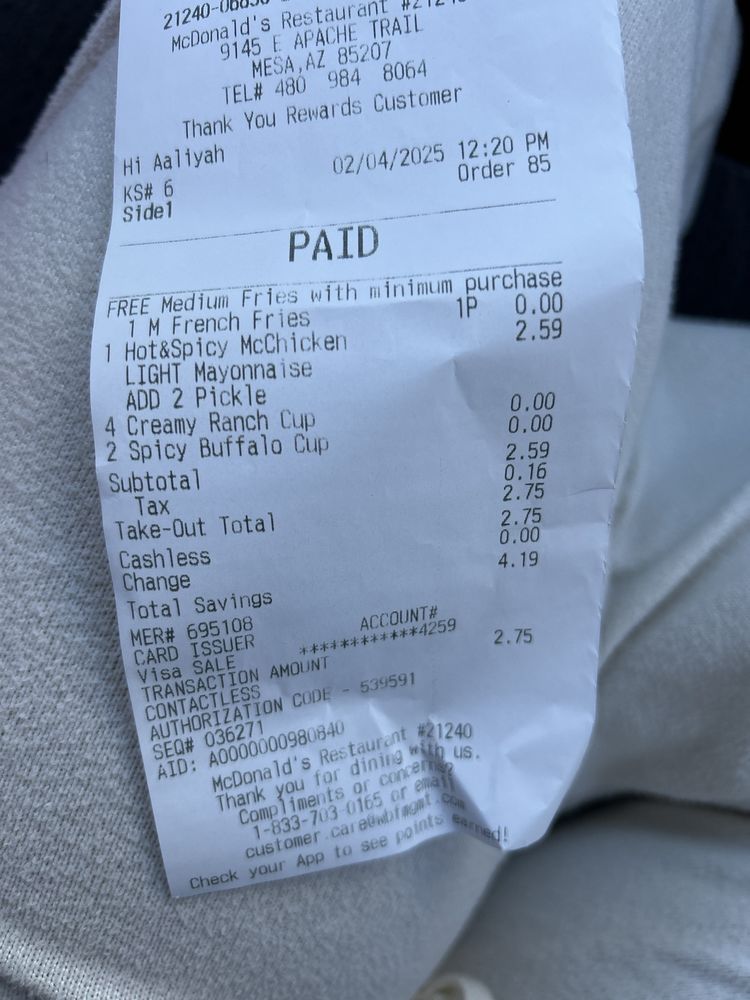 McDonald's Restaurant
9145 E APACHE TRAIL
MESA,AZ 85207
TEL# 480 984 8064
Thank You Rewards Customer
Hi Aaliyah
02/04/2025 12:20 PM
KS# 6 Order 85
Side1
PAID
FREE Medium Fries with minimum purchase
1 M French Fries 1P 0.00
1 Hot&Spicy McChicken 2.59
LIGHT Mayonnaise
ADD 2 Pickle
4 Creamy Ranch Cup 0.00
2 Spicy Buffalo Cup 0.00
Subtotal 2.59
Tax 0.16
Take-Out Total 2.75
Cashless 2.75
Change 0.00
Total Savings 4.19
MER# 695108
CARD ISSUER ACCOUNT#
Visa SALE ************4259
TRANSACTION AMOUNT 2.75
CONTACTLESS
AUTHORIZATION CODE - 539591
SEQ# 036271
AID: A0000000980840
McDonald's Restaurant #21240
Thank you for dining with us.
Compliments or concerns?
1-833-703-0165 or email
customer.care@wbfmgmt.com
Check your App to see points earned!